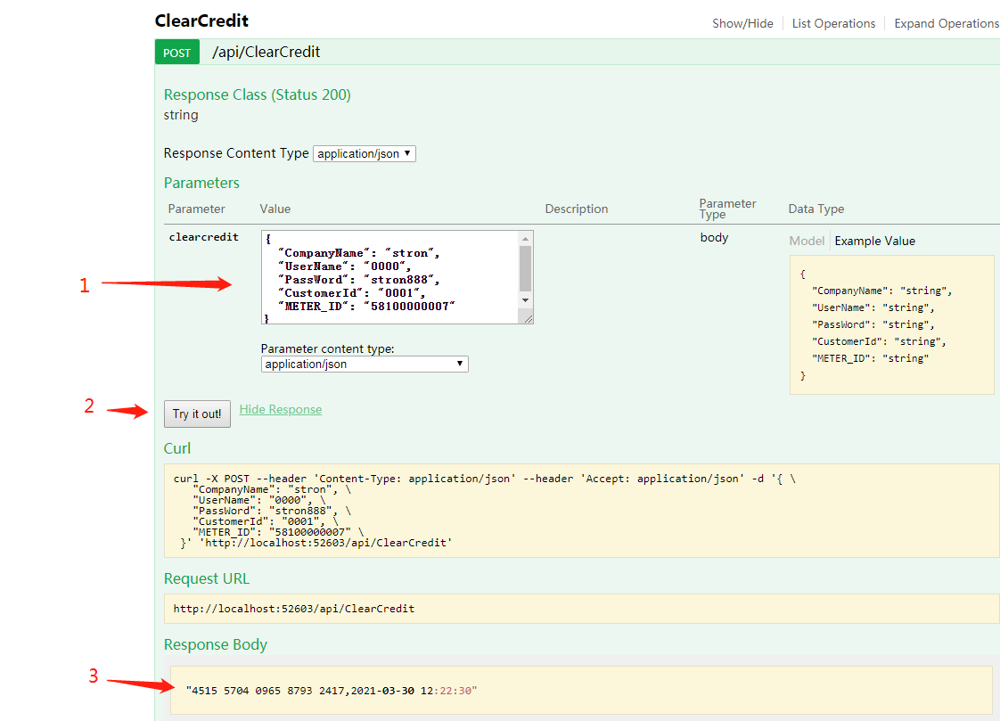 ClearCredit
Show/Hide List Operations Expand Operations
POST /api/ClearCredit
Response Class (Status 200)
string
Response Content Type application/json
Parameters
Parameter Value Description Parameter Type Data Type
clearcredit
{
"CompanyName": "stron",
"UserName": "0000",
"PassWord": "stron888",
"CustomerId": "0001",
"METER_ID": "58100000007"
}
body
Model Example Value
{
"CompanyName": "string",
"UserName": "string",
"PassWord": "string",
"CustomerId": "string",
"METER_ID": "string"
}
1
Parameter content type:
application/json
2
Try it out! Hide Response
Curl
curl -X POST --header 'Content-Type: application/json' --header 'Accept: application/json' -d '{ \
"CompanyName": "stron", \
"UserName": "0000", \
"PassWord": "stron888", \
"CustomerId": "0001", \
"METER_ID": "58100000007" \
}' 'http://localhost:52603/api/ClearCredit'
Request URL
http://localhost:52603/api/ClearCredit
Response Body
3
"4515 5704 0965 8793 2417,2021-03-30 12:22:30"